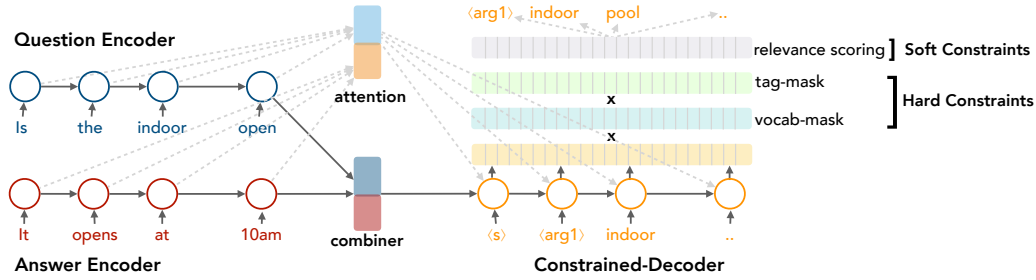 ⟨arg1⟩ indoor pool ..
Question Encoder
relevance scoring
Soft Constraints
tag-mask
attention
x
Hard Constraints
Is the indoor open
vocab-mask
x
It opens at 10am
combiner
⟨s⟩ ⟨arg1⟩ indoor ..
Answer Encoder
Constrained-Decoder